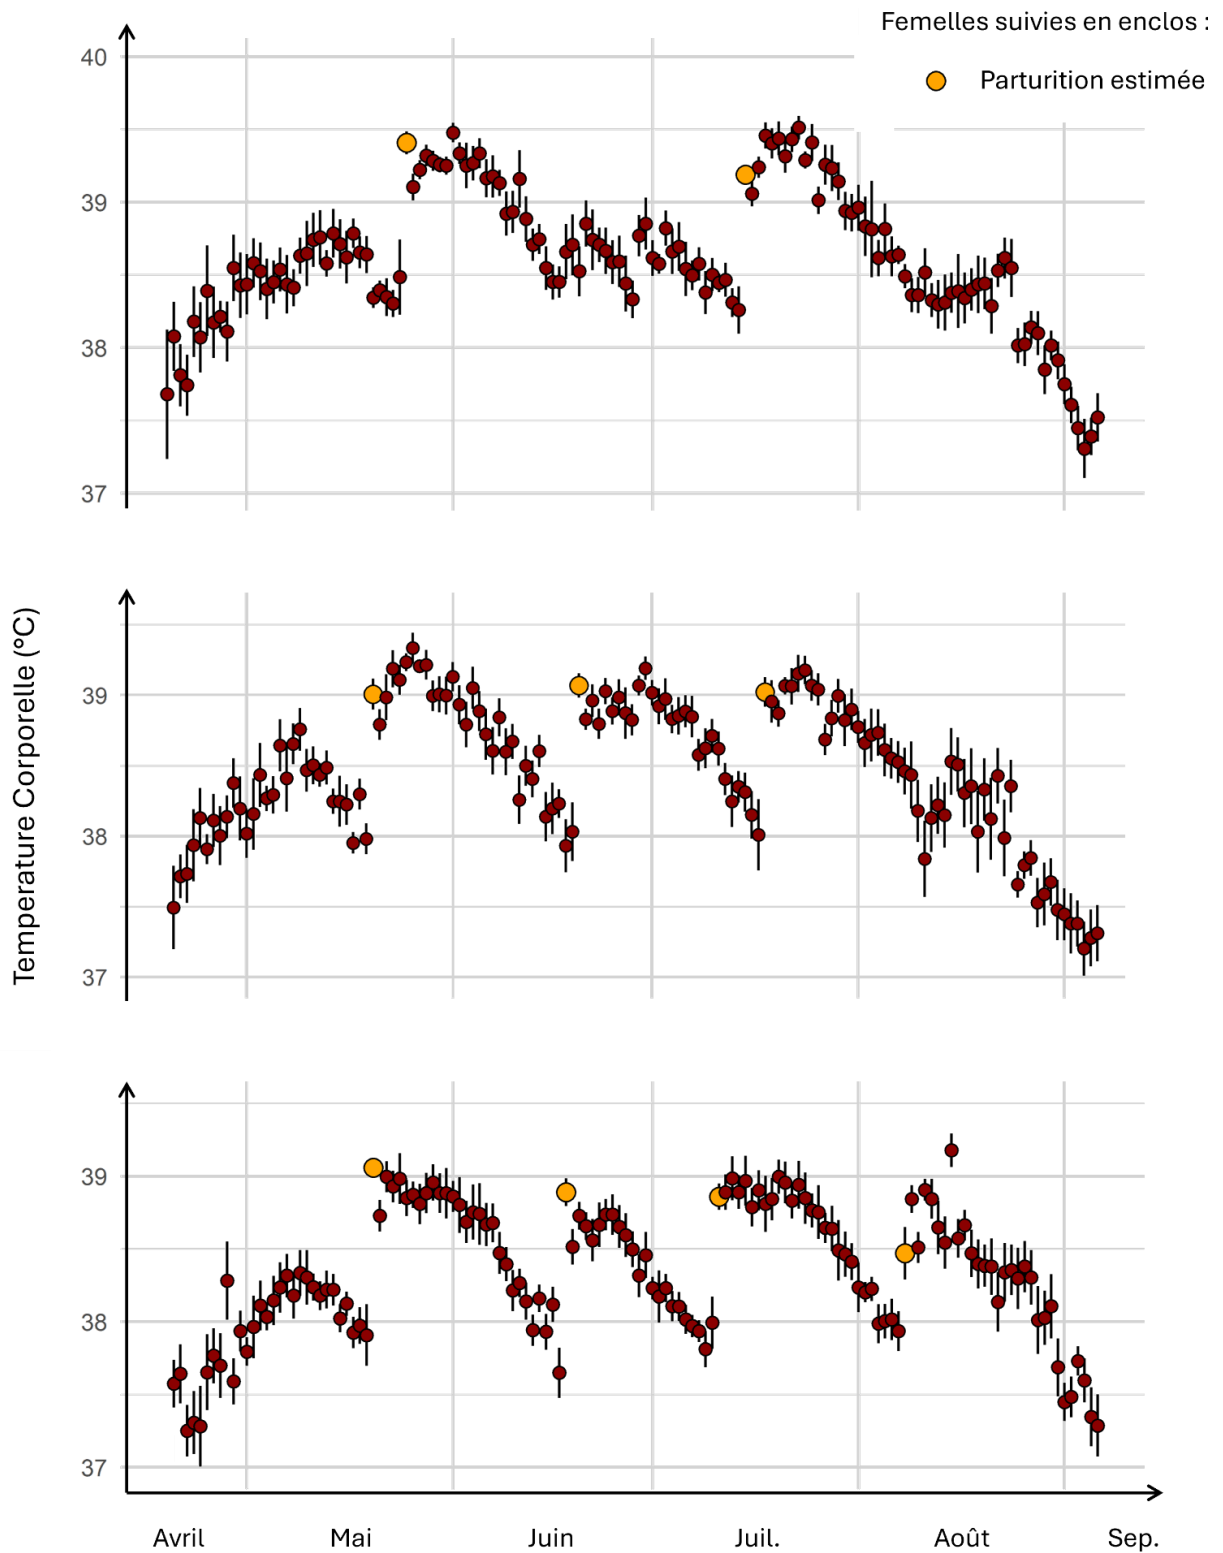 Femelles suivies en enclos :
Parturition estimée
40
39
38
37
Temperature Corporelle (°C)
39
38
37
39
38
37
Avril Mai Juin Juil. Août Sep.